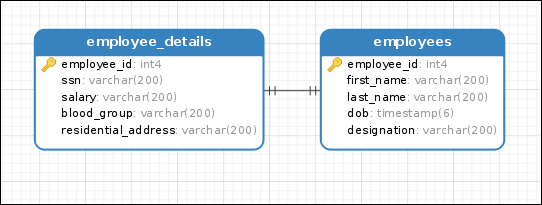 employee_details
employee_id: int4
ssn: varchar(200)
salary: varchar(200)
blood_group: varchar(200)
residential_address: varchar(200)
employees
employee_id: int4
first_name: varchar(200)
last_name: varchar(200)
dob: timestamp(6)
designation: varchar(200)